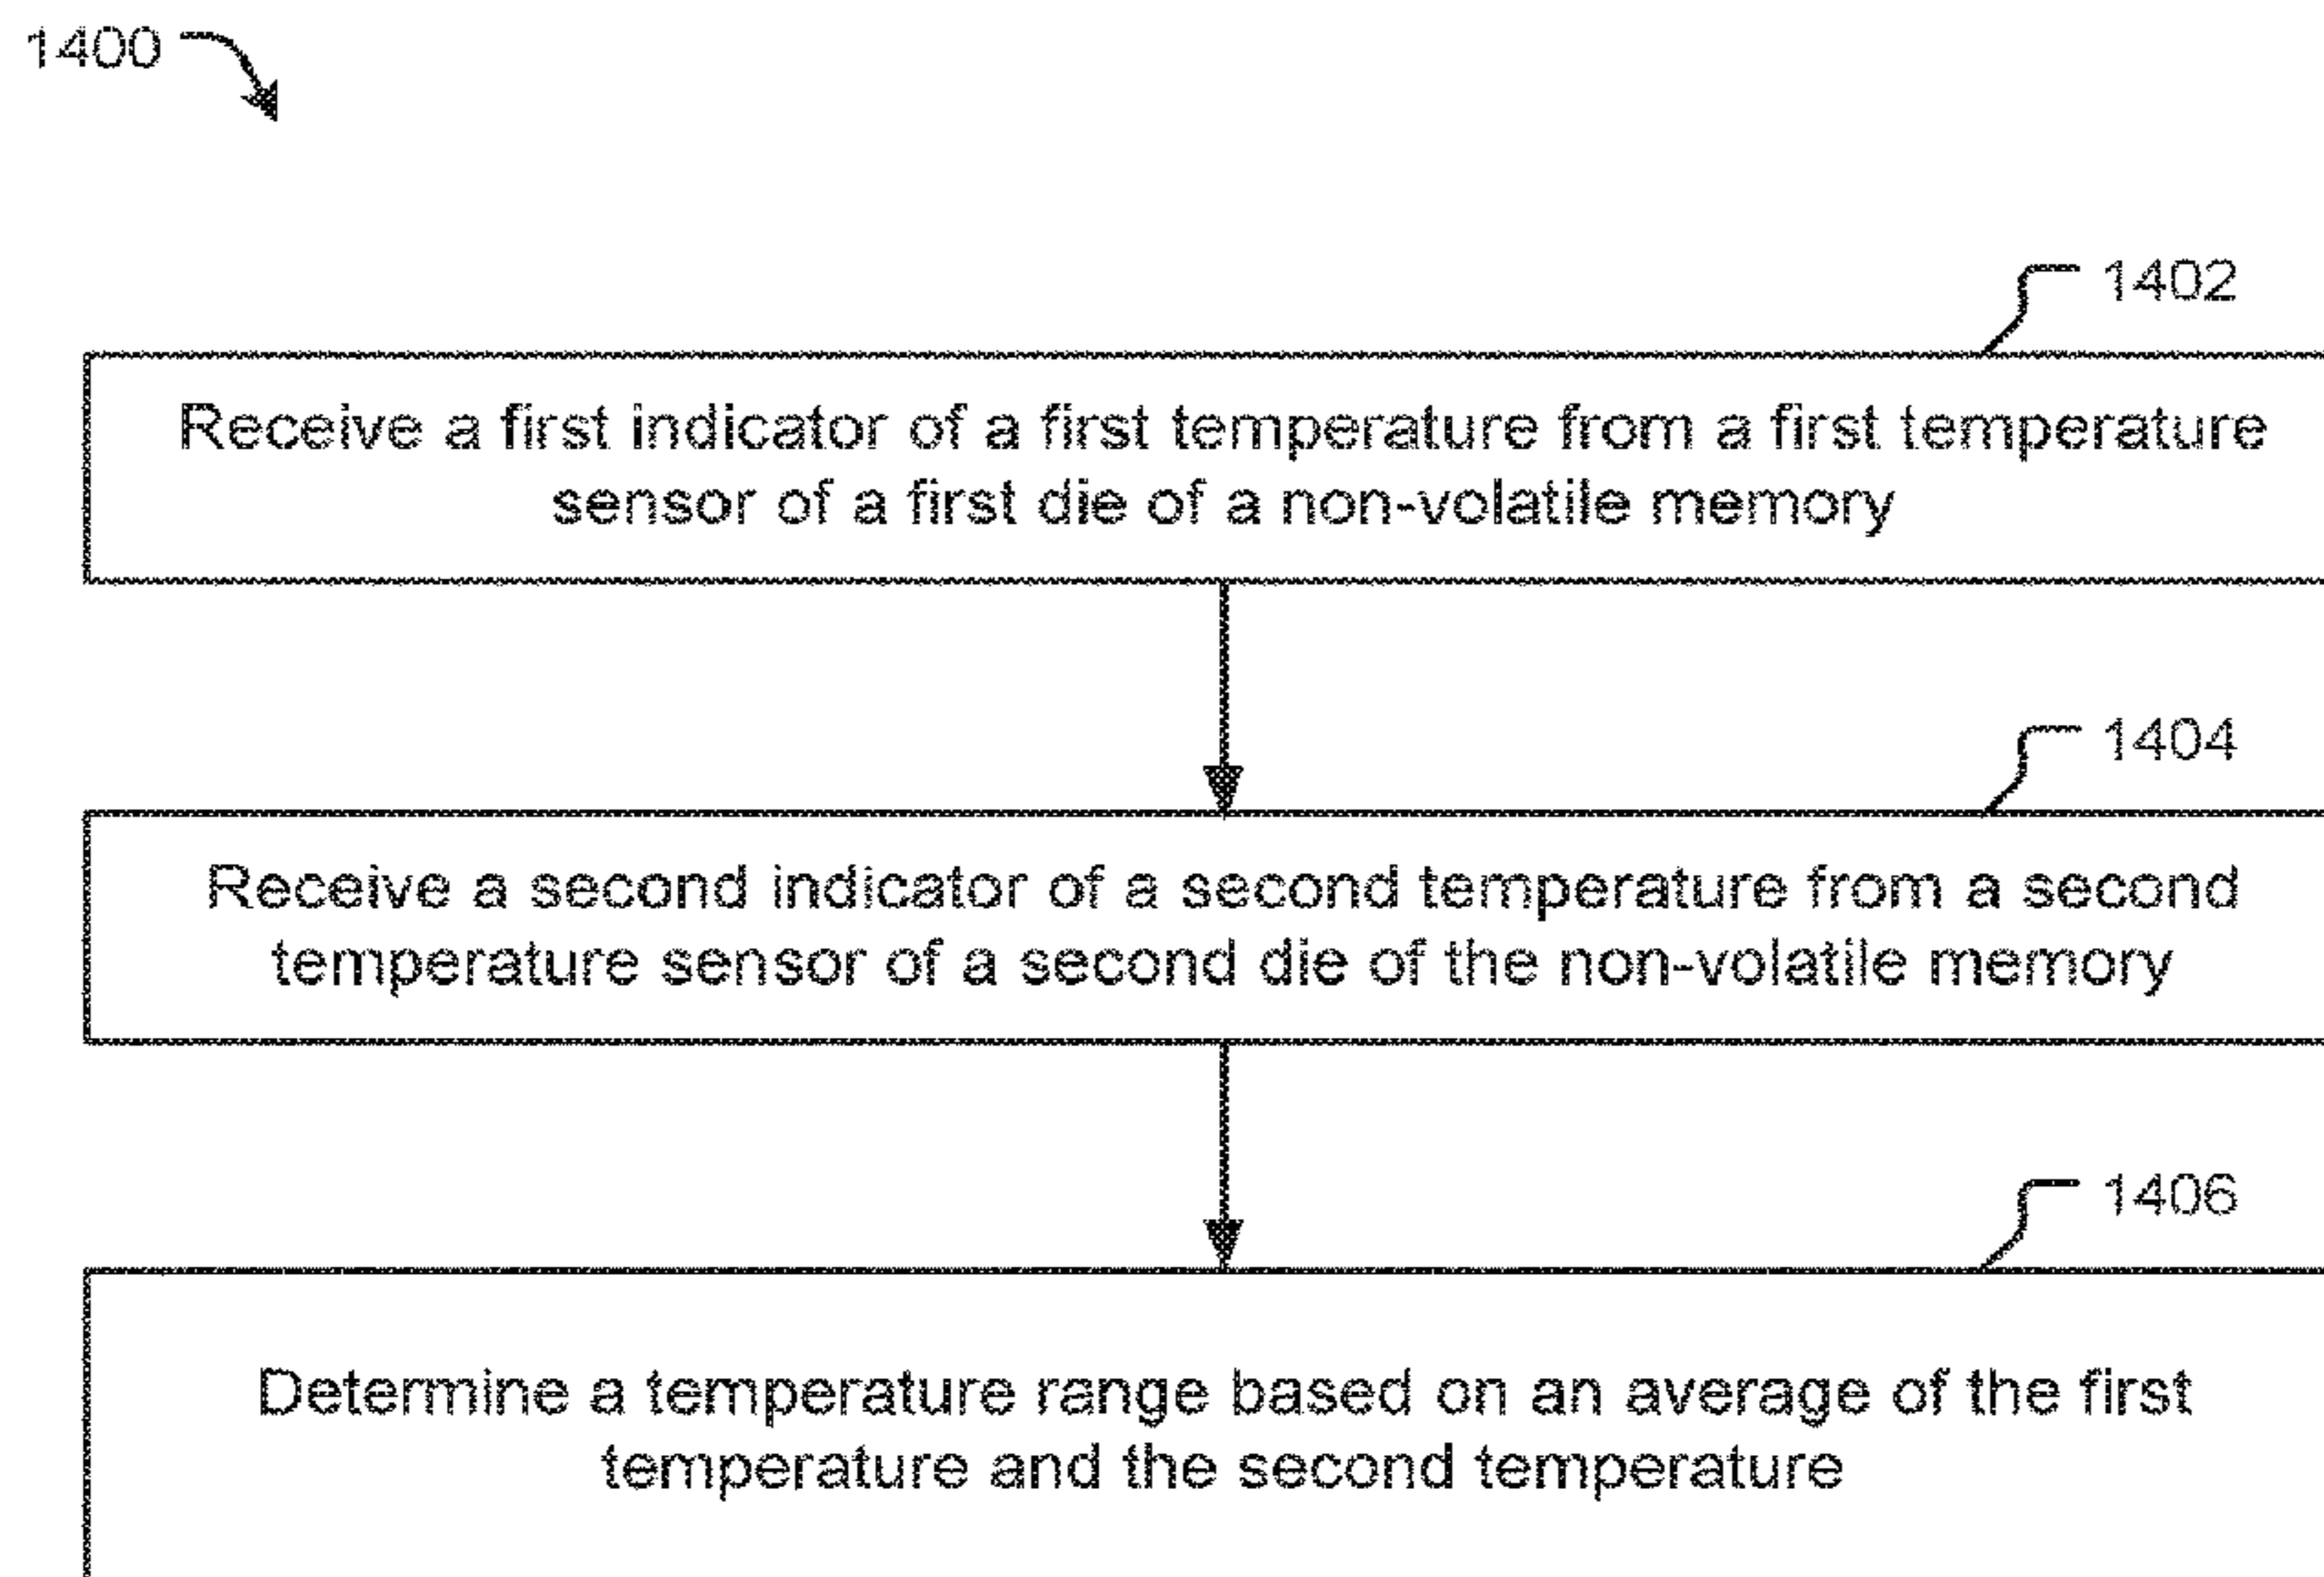 1400
1402
Receive a first indicator of a first temperature from a first temperature
sensor of a first die of a non-volatile memory
1404
Receive a second indicator of a second temperature from a second
temperature sensor of a second die of the non-volatile memory
1406
Determine a temperature range based on an average of the first
temperature and the second temperature